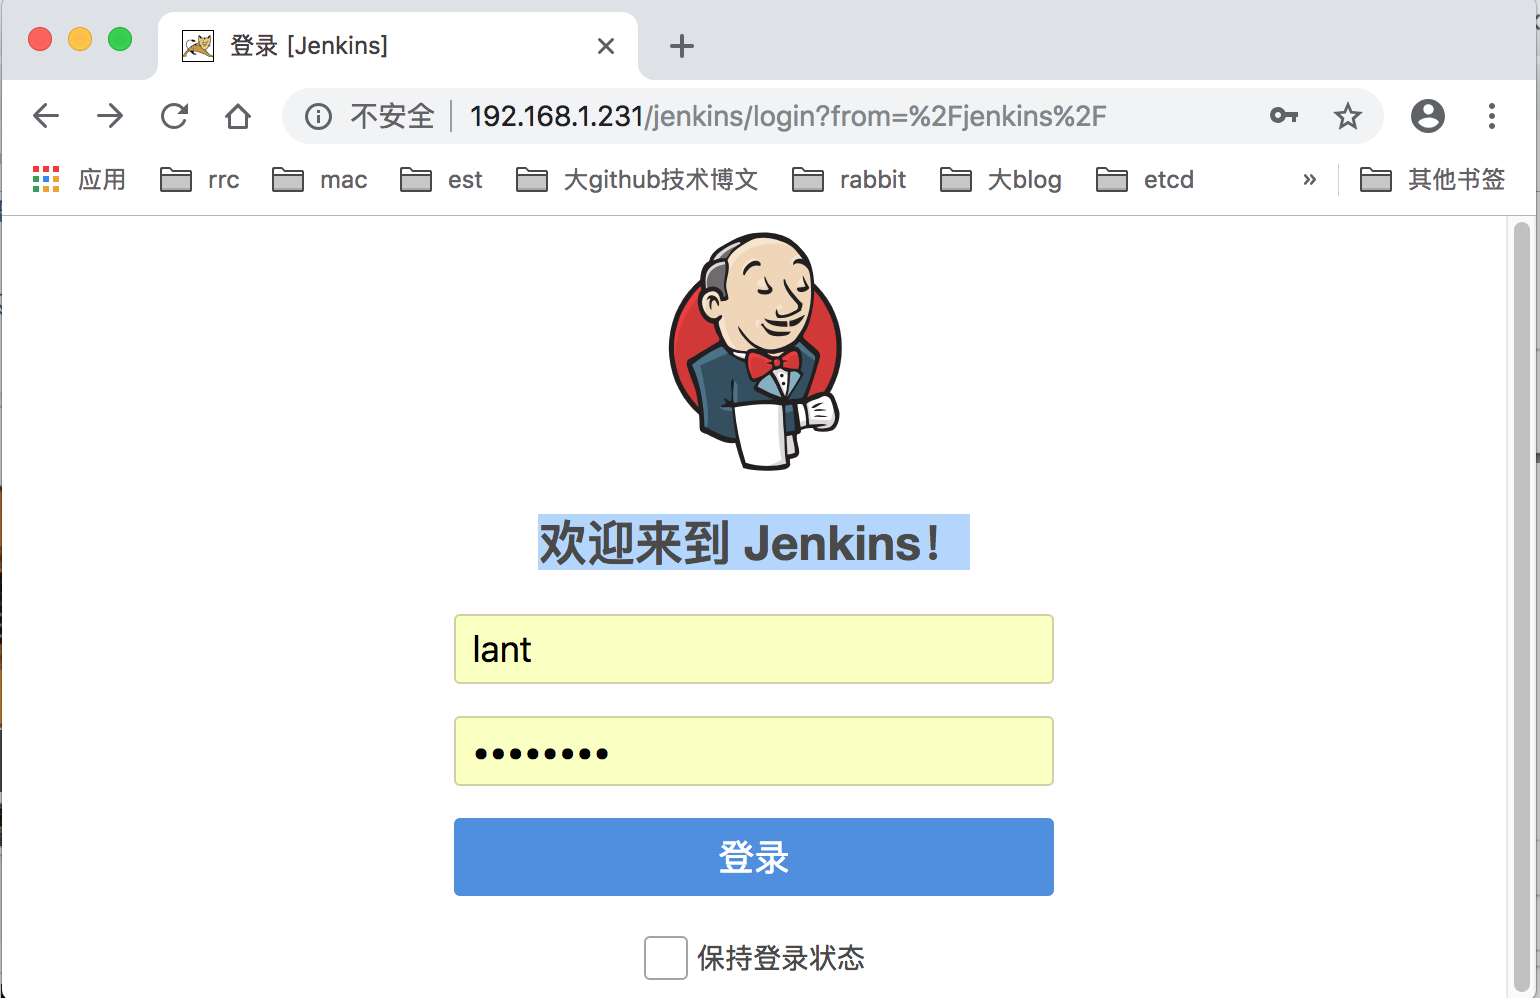 登录 [Jenkins]
不安全 192.168.1.231/jenkins/login?from=%2Fjenkins%2F
应用 rrc mac est 大github技术博文 rabbit 大blog etcd » 其他书签
欢迎来到 Jenkins！
lant
••••••••
登录
保持登录状态